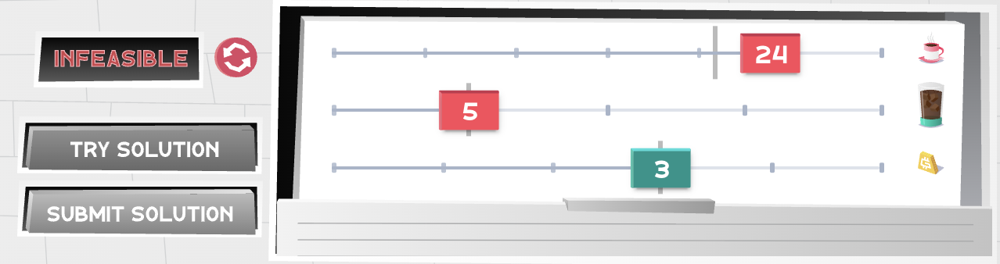 INFEASIBLE
24
5
TRY SOLUTION
3
SUBMIT SOLUTION